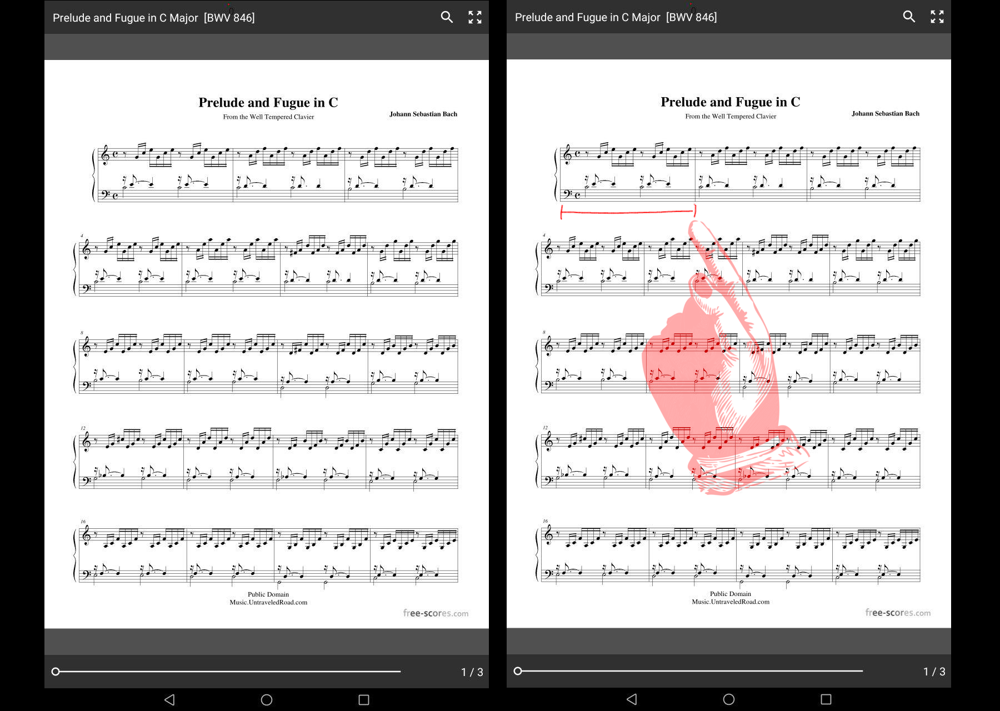 Prelude and Fugue in C Major [BWV 846]
Prelude and Fugue in C
From the Well Tempered Clavier
Johann Sebastian Bach
4
8
12
16
Public Domain
Music.UntraveledRoad.com
free-scores.com
1 / 3
Prelude and Fugue in C Major [BWV 846]
Prelude and Fugue in C
From the Well Tempered Clavier
Johann Sebastian Bach
4
8
12
16
Public Domain
Music.UntraveledRoad.com
free-scores.com
1 / 3